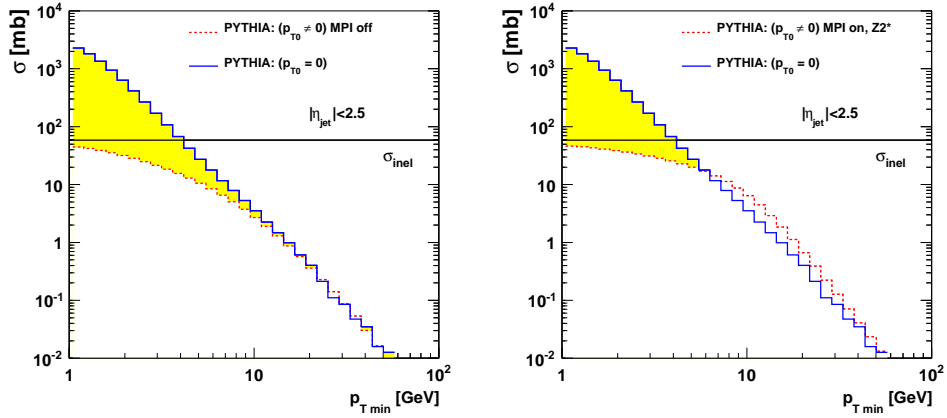 σ [mb]
10⁴
10³
10²
10
1
10⁻¹
10⁻²
PYTHIA: (p_T0 ≠ 0) MPI off
PYTHIA: (p_T0 = 0)
|η_jet|<2.5
σ_inel
1 10 10²
p_T min [GeV]
σ [mb]
10⁴
10³
10²
10
1
10⁻¹
10⁻²
PYTHIA: (p_T0 ≠ 0) MPI on, Z2*
PYTHIA: (p_T0 = 0)
|η_jet|<2.5
σ_inel
1 10 10²
p_T min [GeV]